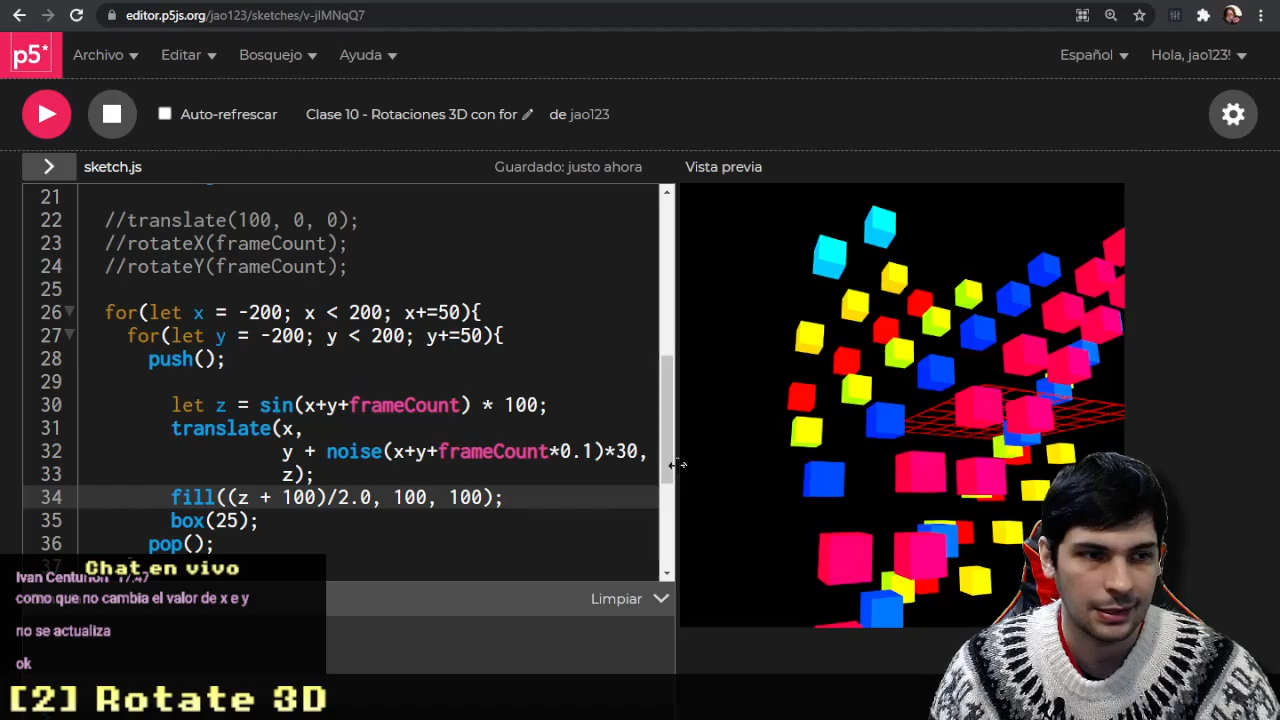 editor.p5js.org/jao123/sketches/v-jIMNqQ7
p5*
Archivo
Editar
Bosquejo
Ayuda
Español
Hola, jao123!
Auto-refrescar
Clase 10 - Rotaciones 3D con for
de jao123
sketch.js
Guardado: justo ahora
Vista previa
21
22 //translate(100, 0, 0);
23 //rotateX(frameCount);
24 //rotateY(frameCount);
25
26 for(let x = -200; x < 200; x+=50){
27 for(let y = -200; y < 200; y+=50){
28 push();
29
30 let z = sin(x+y+frameCount) * 100;
31 translate(x,
32 y + noise(x+y+frameCount*0.1)*30,
33 z);
34 fill((z + 100)/2.0, 100, 100);
35 box(25);
36 pop();
Chat en vivo
Ivan Centurion 17:47
como que no cambia el valor de x e y
no se actualiza
ok
Limpiar
[2] Rotate 3D